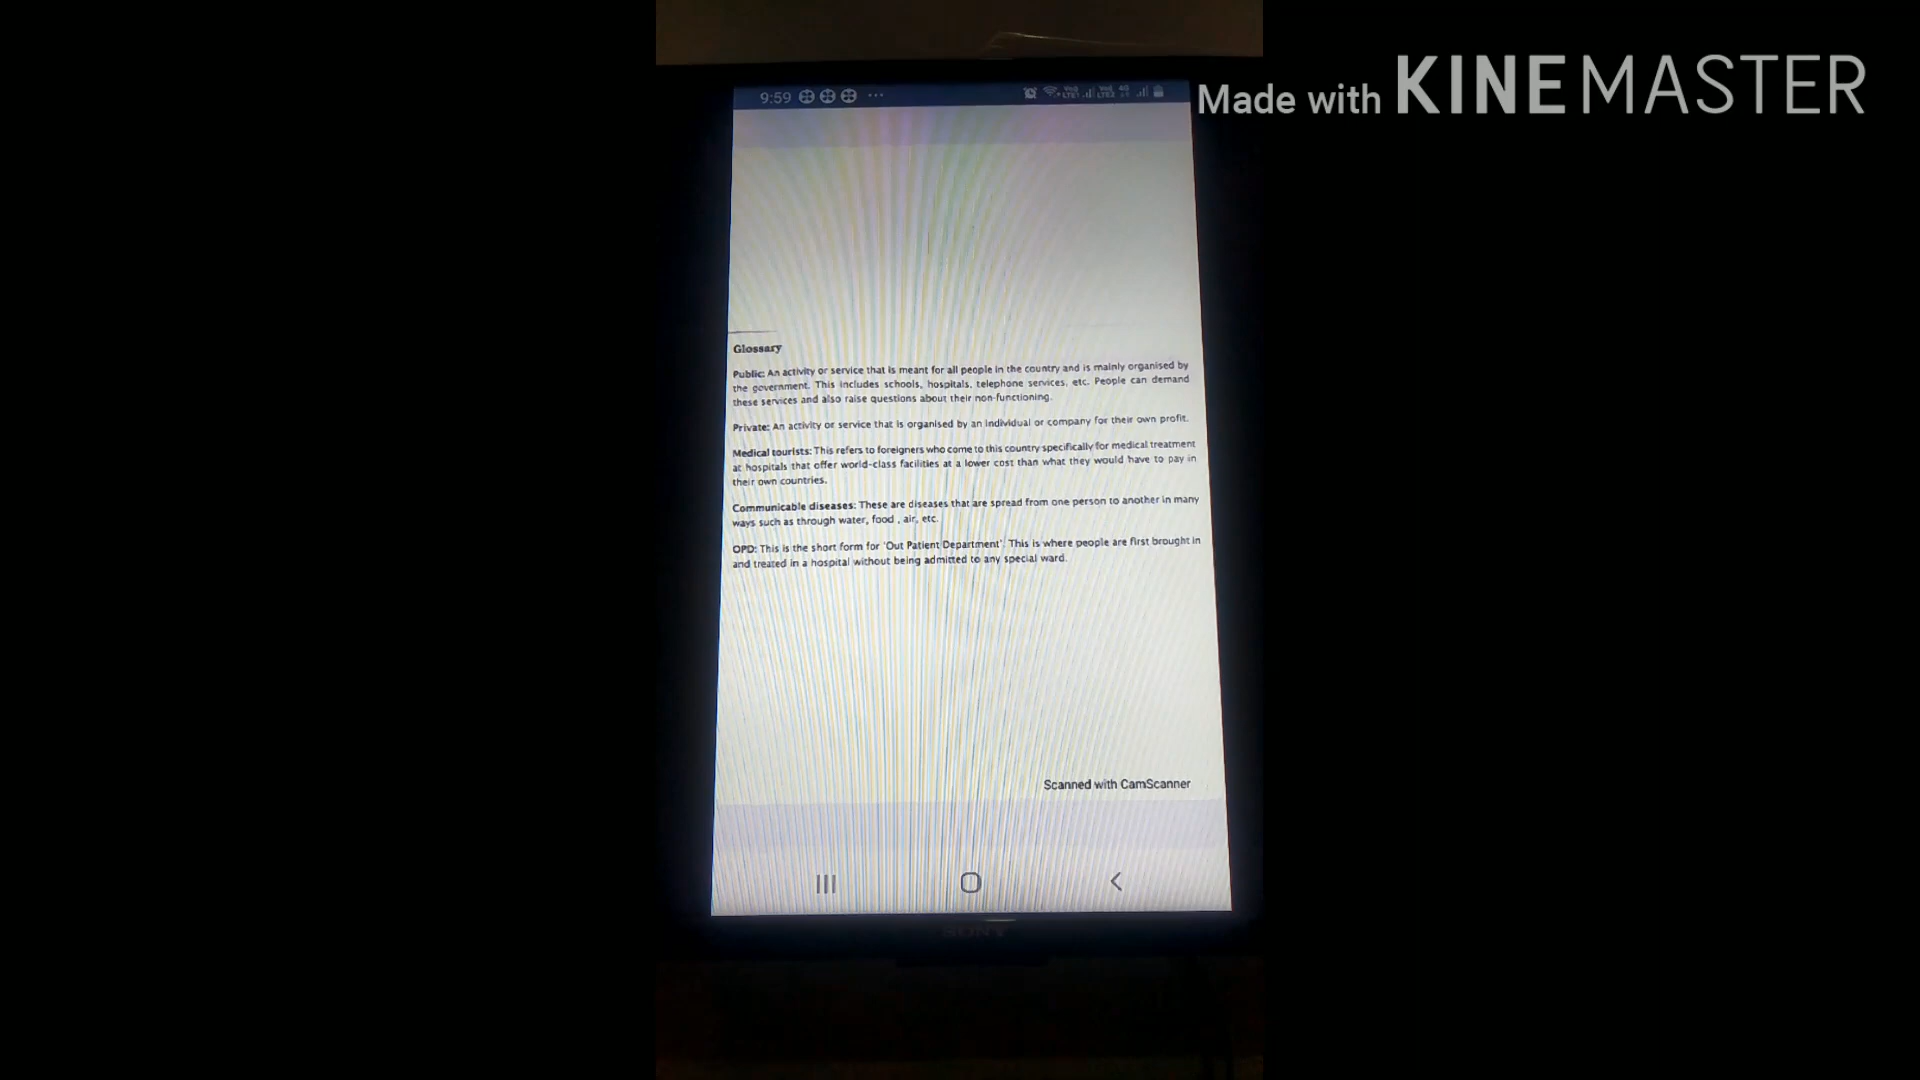 Made with KINEMASTER
9:59
Glossary
Public: An activity or service that is meant for all people in the country and is mainly organised by
the government. This includes schools, hospitals, telephone services, etc. People can demand
these services and also raise questions about their non-functioning.
Private: An activity or service that is organised by an individual or company for their own profit.
Medical tourists: This refers to foreigners who come to this country specifically for medical treatment
at hospitals that offer world-class facilities at a lower cost than what they would have to pay in
their own countries.
Communicable diseases: These are diseases that are spread from one person to another in many
ways such as through water, food , air, etc.
OPD: This is the short form for 'Out Patient Department'. This is where people are first brought in
and treated in a hospital without being admitted to any special ward.
Scanned with CamScanner
SONY